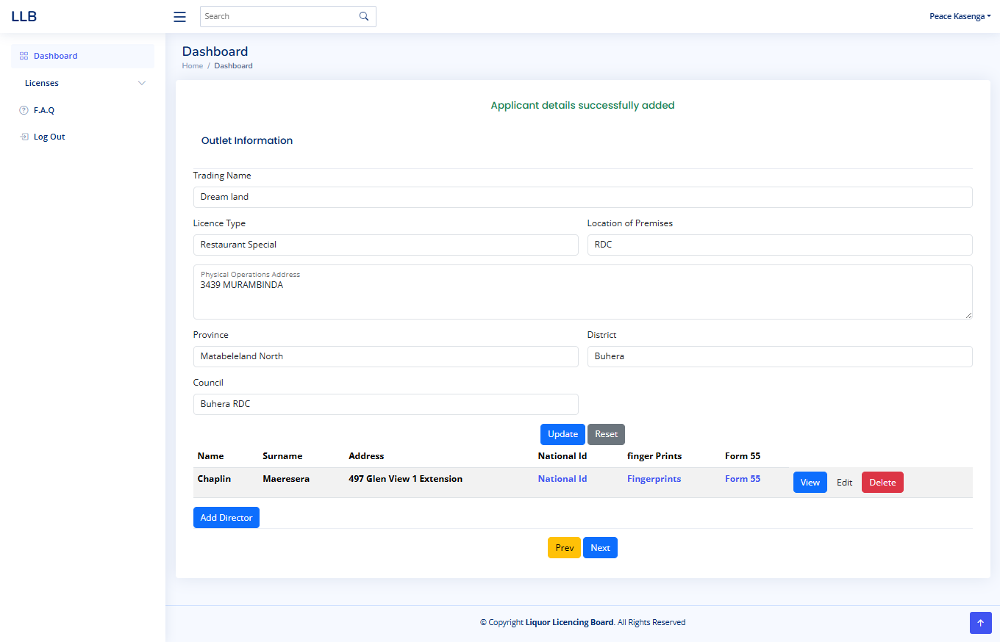 LLB
Search
Peace Kasenga
Dashboard
Licenses
F.A.Q
Log Out
Dashboard
Home / Dashboard
Applicant details successfully added
Outlet Information
Trading Name
Dream land
Licence Type Location of Premises
Restaurant Special RDC
Physical Operations Address
3439 MURAMBINDA
Province District
Matabeleland North Buhera
Council
Buhera RDC
Update Reset
Name Surname Address National Id finger Prints Form 55
Chaplin Maeresera 497 Glen View 1 Extension National Id Fingerprints Form 55 View Edit Delete
Add Director
Prev Next
© Copyright Liquor Licencing Board. All Rights Reserved